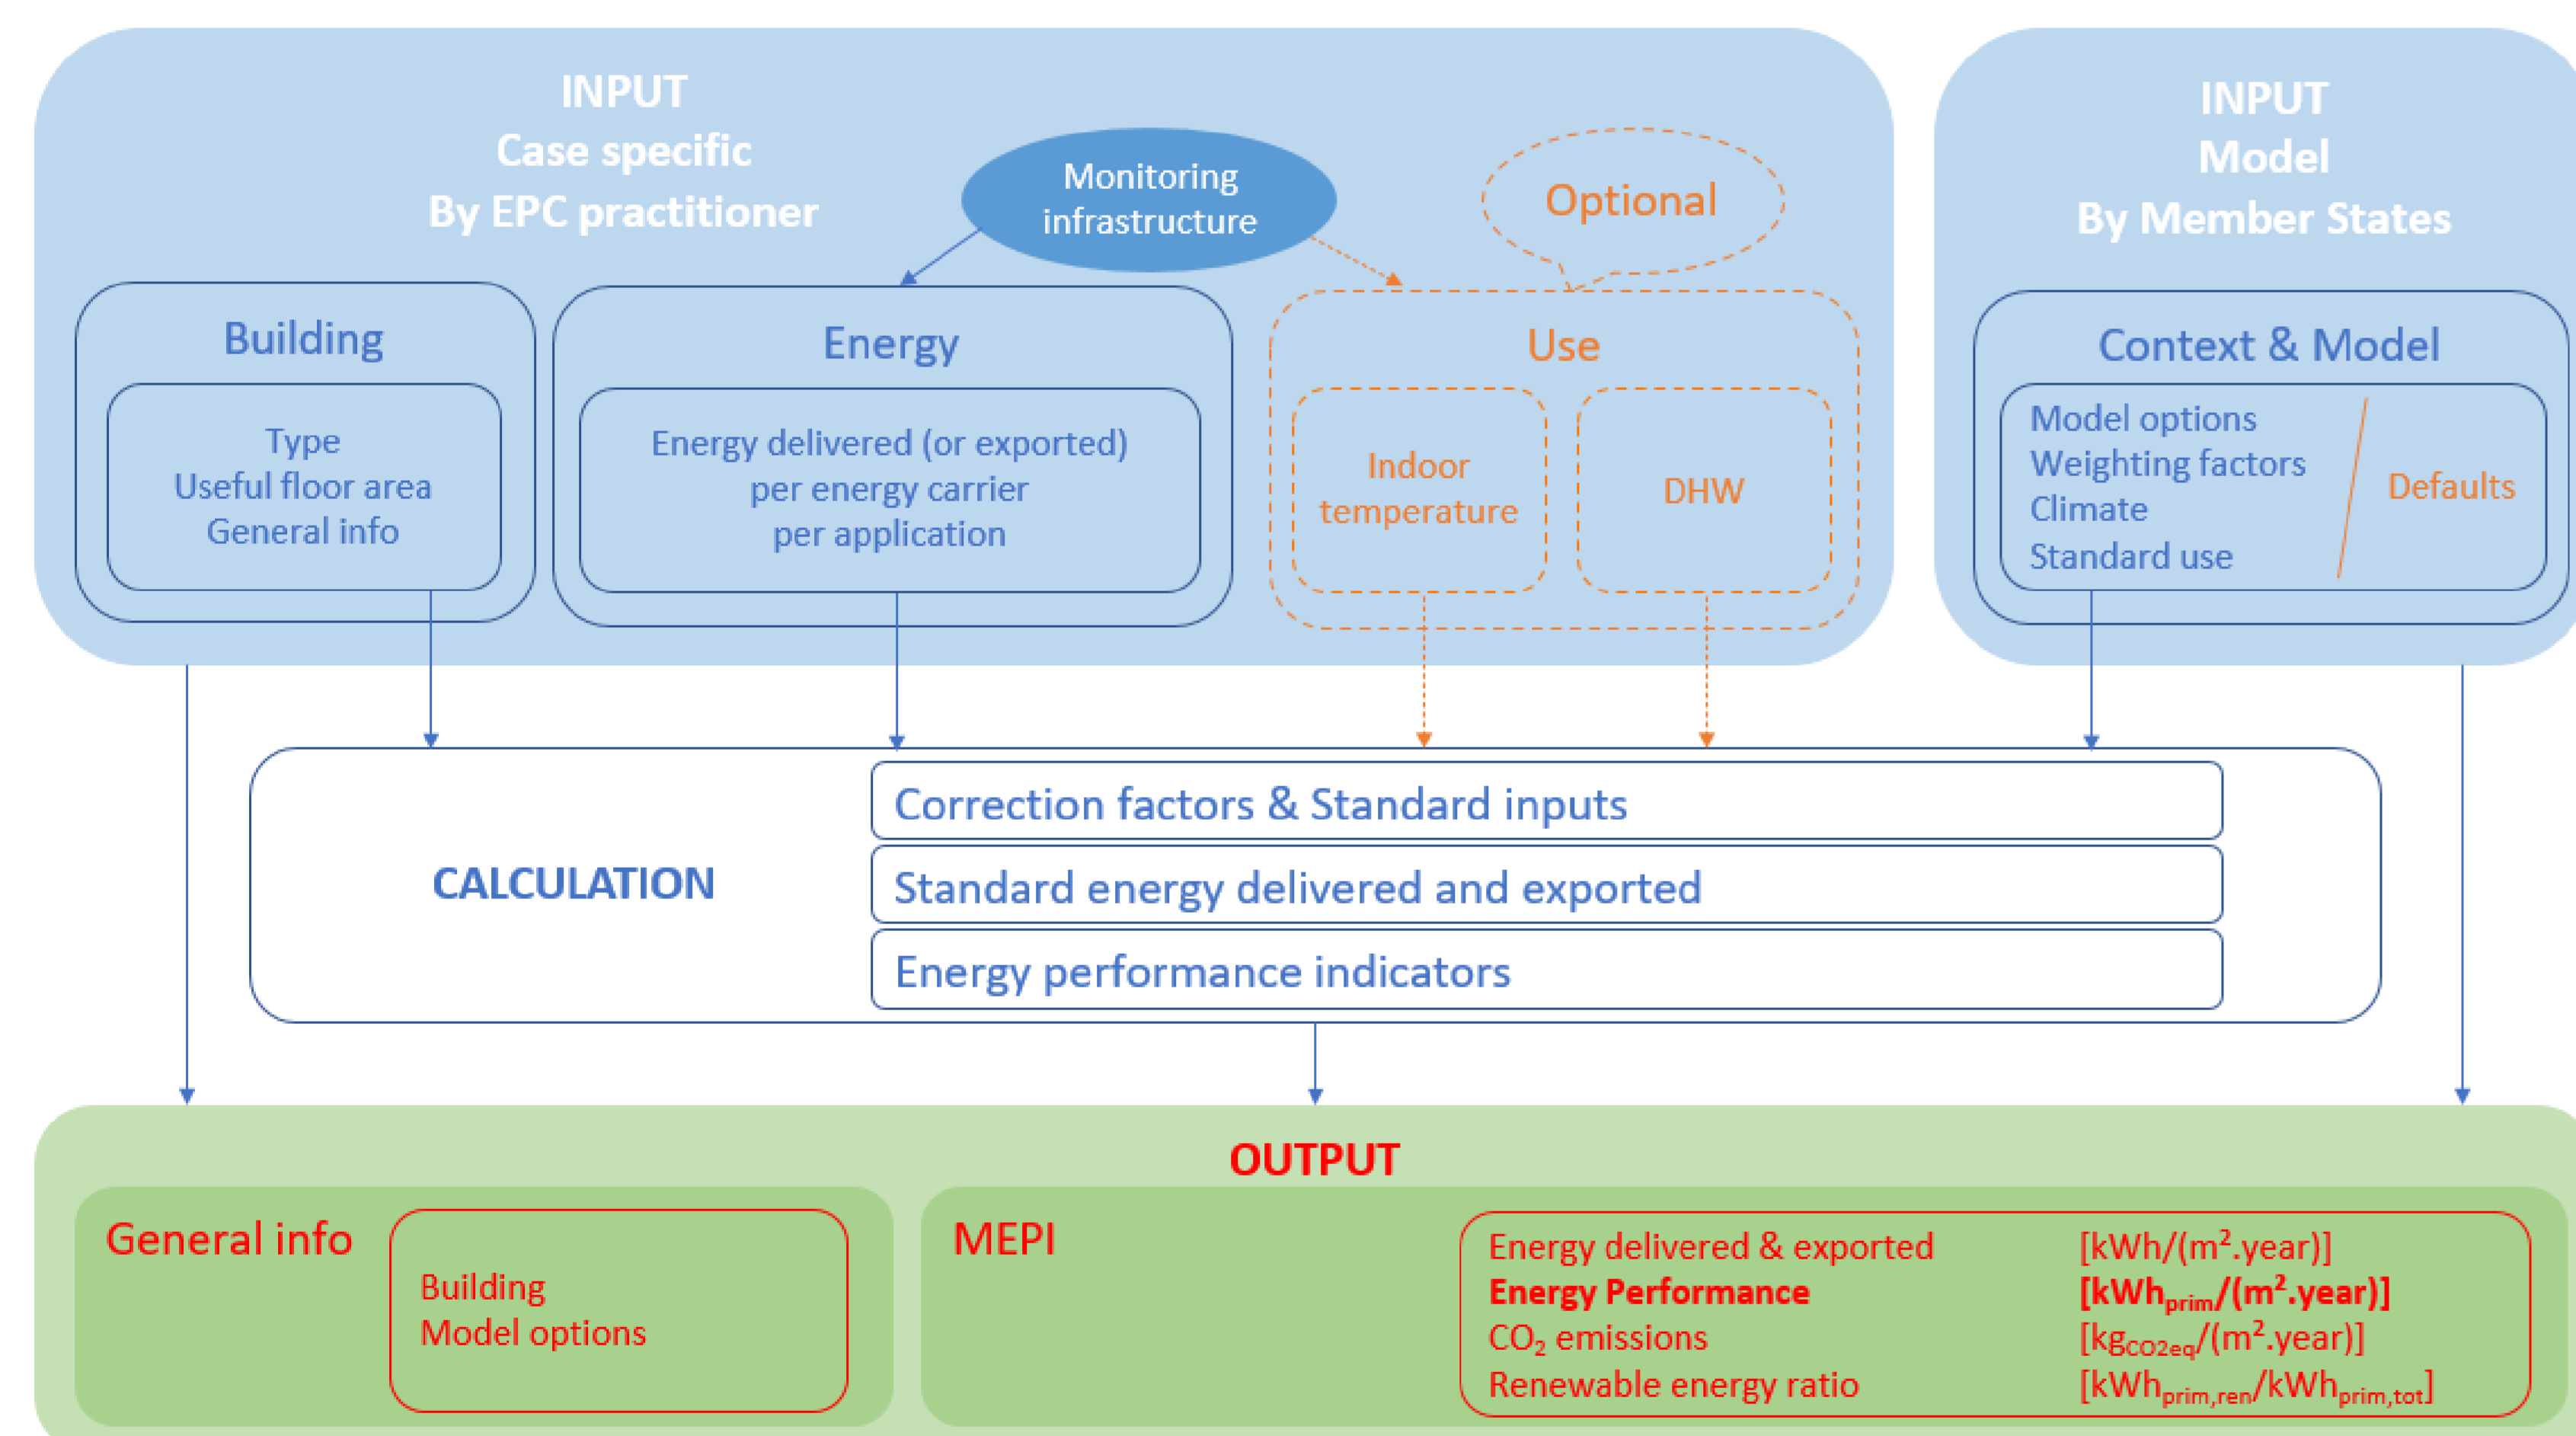 INPUT
Case specific
By EPC practitioner
Monitoring
infrastructure
Optional
INPUT
Model
By Member States
Building
Type
Useful floor area
General info
Energy
Energy delivered (or exported)
per energy carrier
per application
Use
Indoor
temperature
DHW
Context & Model
Model options
Weighting factors
Climate
Standard use
Defaults
CALCULATION
Correction factors & Standard inputs
Standard energy delivered and exported
Energy performance indicators
OUTPUT
General info
Building
Model options
MEPI
Energy delivered & exported [kWh/(m².year)]
Energy Performance [kWhprim/(m².year)]
CO₂ emissions [kgCO2eq/(m².year)]
Renewable energy ratio [kWhprim,ren/kWhprim,tot]